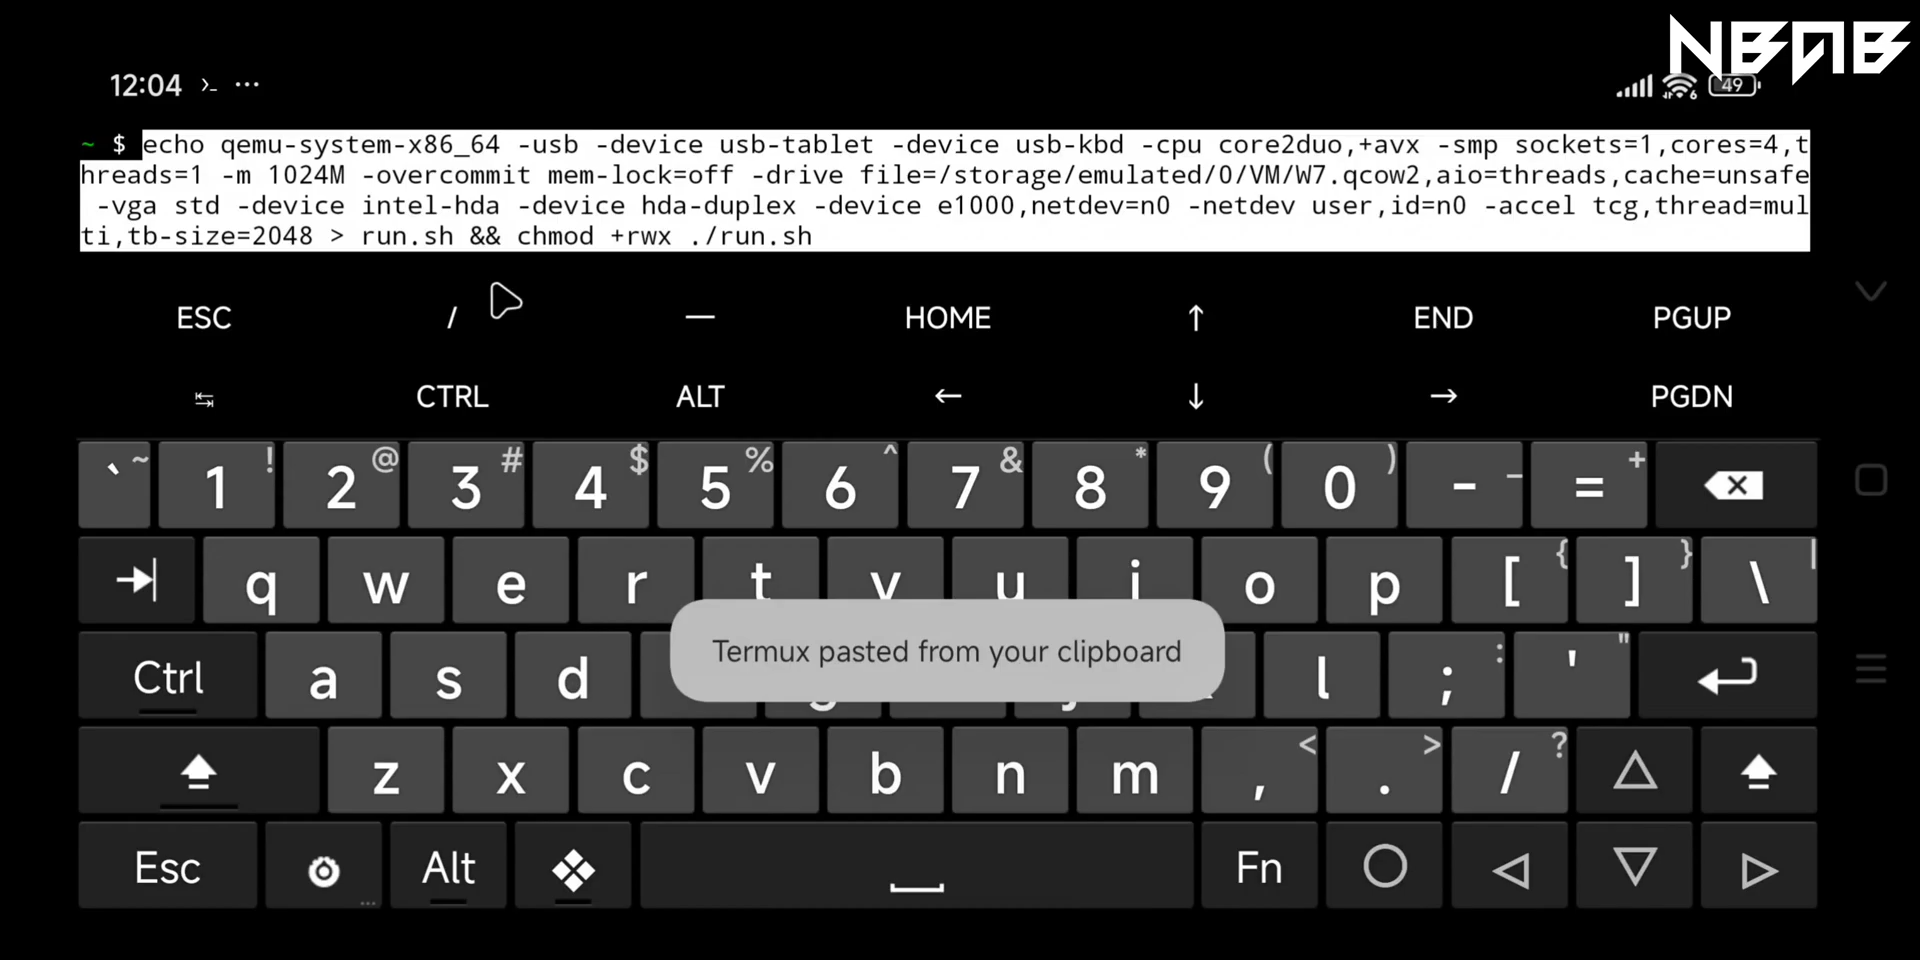 NBAB
12:04 ›_ ···
6 49
~ $ echo qemu-system-x86_64 -usb -device usb-tablet -device usb-kbd -cpu core2duo,+avx -smp sockets=1,cores=4,t
hreads=1 -m 1024M -overcommit mem-lock=off -drive file=/storage/emulated/0/VM/W7.qcow2,aio=threads,cache=unsafe
-vga std -device intel-hda -device hda-duplex -device e1000,netdev=n0 -netdev user,id=n0 -accel tcg,thread=mul
ti,tb-size=2048 > run.sh && chmod +rwx ./run.sh
ESC / — HOME ↑ END PGUP
↹ CTRL ALT ← ↓ → PGDN
` ~ 1 ! 2 @ 3 # 4 $ 5 % 6 ^ 7 & 8 * 9 ( 0 ) - _ = +
q w e r t y u i o p [ { ] } \ |
Ctrl a s d l ; : ' "
Termux pasted from your clipboard
z x c v b n m , < . > / ?
Esc Alt Fn